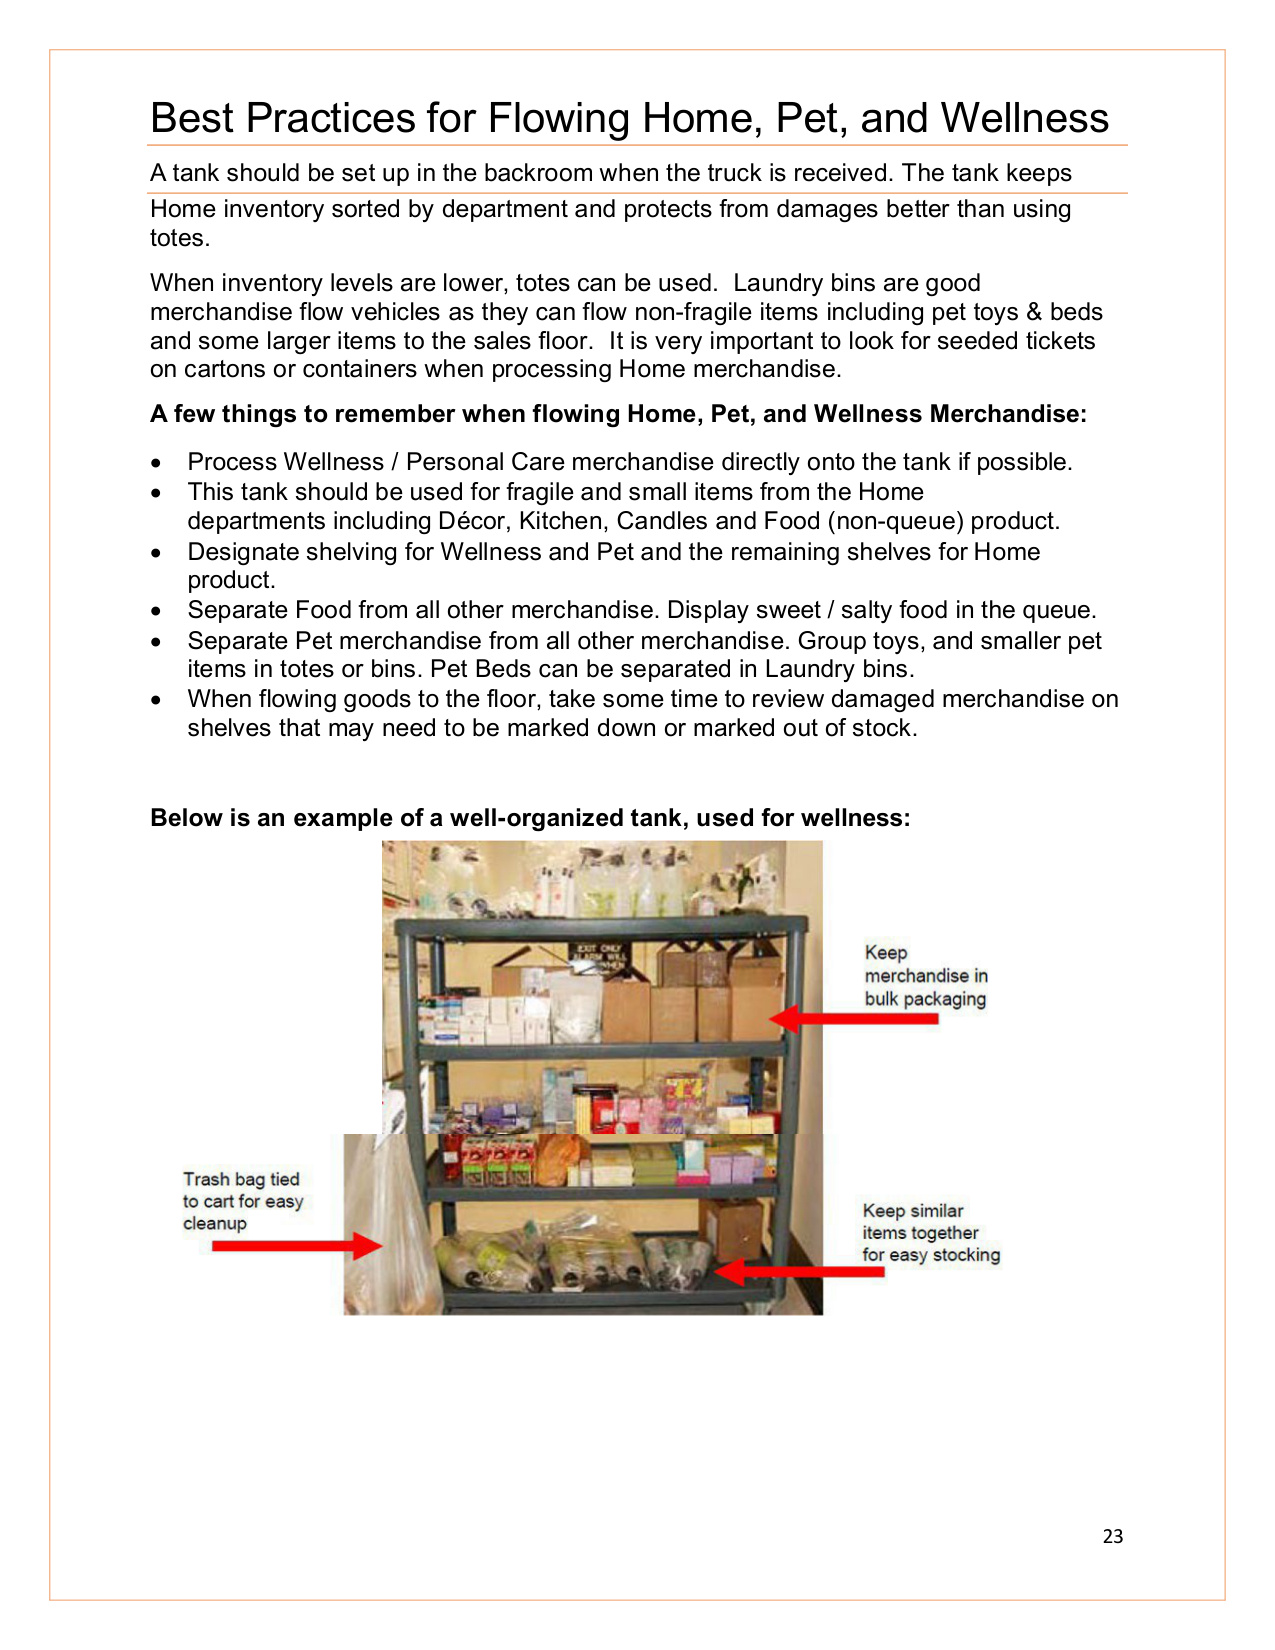 Best Practices for Flowing Home, Pet, and Wellness
A tank should be set up in the backroom when the truck is received. The tank keeps
Home inventory sorted by department and protects from damages better than using
totes.
When inventory levels are lower, totes can be used.  Laundry bins are good
merchandise flow vehicles as they can flow non-fragile items including pet toys & beds
and some larger items to the sales floor.  It is very important to look for seeded tickets
on cartons or containers when processing Home merchandise.
A few things to remember when flowing Home, Pet, and Wellness Merchandise:
• Process Wellness / Personal Care merchandise directly onto the tank if possible.
• This tank should be used for fragile and small items from the Home
departments including Décor, Kitchen, Candles and Food (non-queue) product.
• Designate shelving for Wellness and Pet and the remaining shelves for Home
product.
• Separate Food from all other merchandise. Display sweet / salty food in the queue.
• Separate Pet merchandise from all other merchandise. Group toys, and smaller pet
items in totes or bins. Pet Beds can be separated in Laundry bins.
• When flowing goods to the floor, take some time to review damaged merchandise on
shelves that may need to be marked down or marked out of stock.
Below is an example of a well-organized tank, used for wellness:
EXIT ONLY
ALARM WILL
Keep
merchandise in
bulk packaging
Trash bag tied
to cart for easy
cleanup
Keep similar
items together
for easy stocking
23